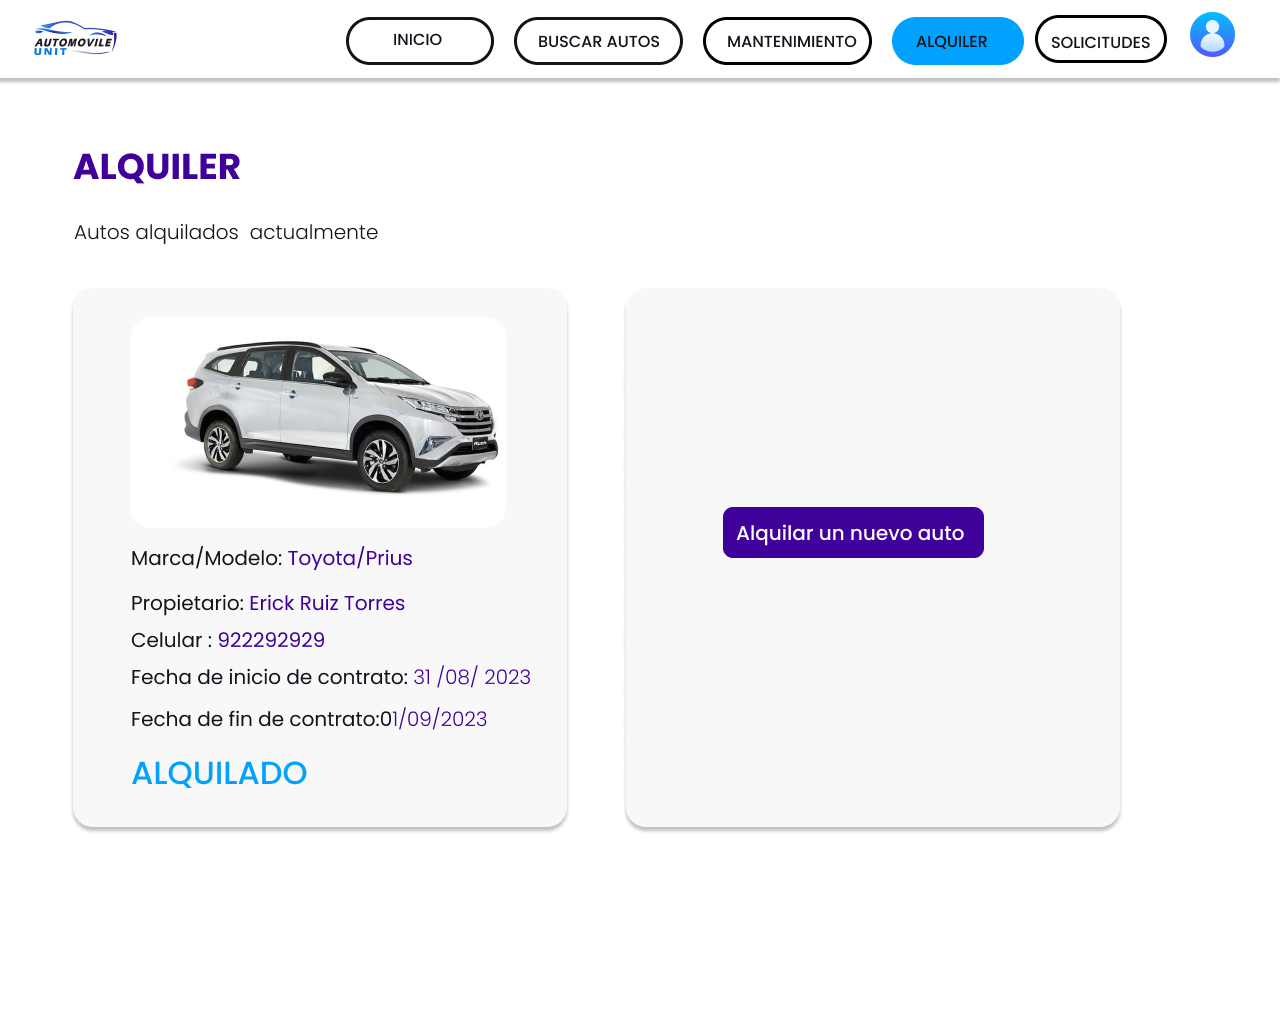 AUTOMOVILE
UNIT
INICIO
BUSCAR AUTOS
MANTENIMIENTO
ALQUILER
SOLICITUDES
ALQUILER
Autos alquilados  actualmente
Marca/Modelo: Toyota/Prius
Propietario: Erick Ruiz Torres
Celular : 922292929
Fecha de inicio de contrato: 31 /08/ 2023
Fecha de fin de contrato:01/09/2023
ALQUILADO
Alquilar un nuevo auto